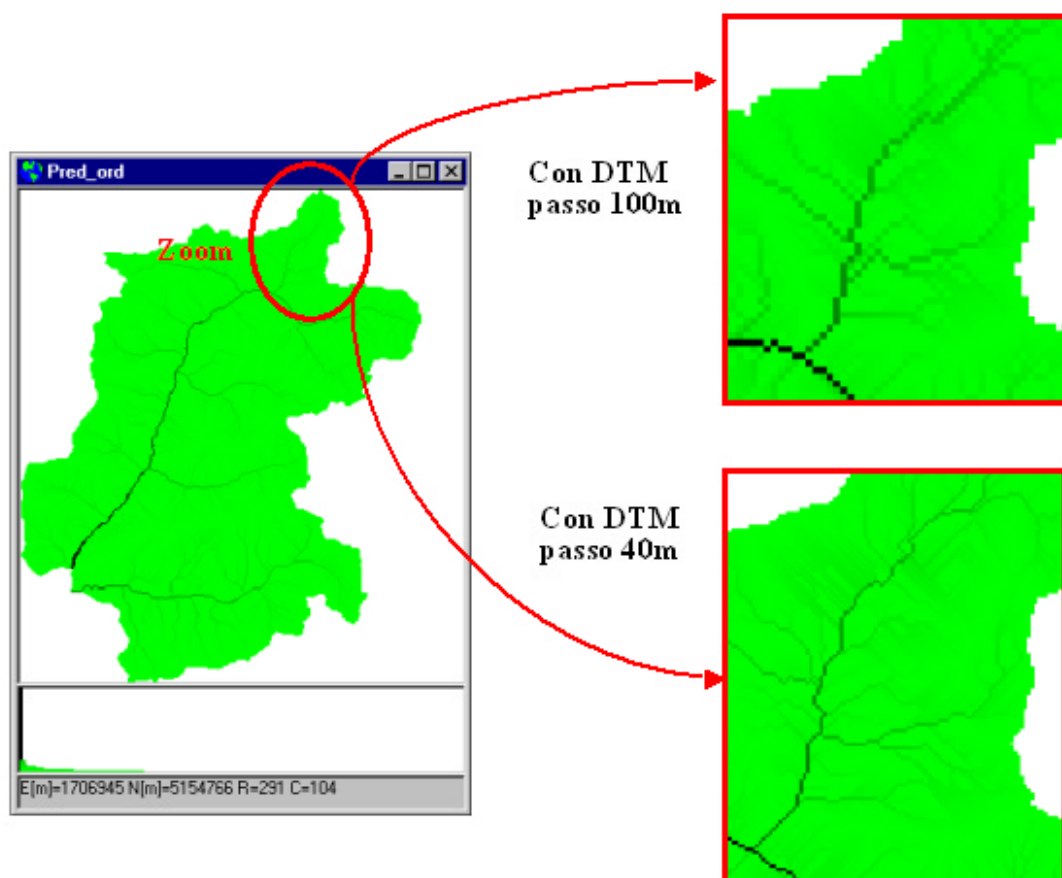 Pred_ord
Zoom
E[m]=1706945 N[m]=5154766 R=291 C=104
Con DTM
passo 100m
Con DTM
passo 40m